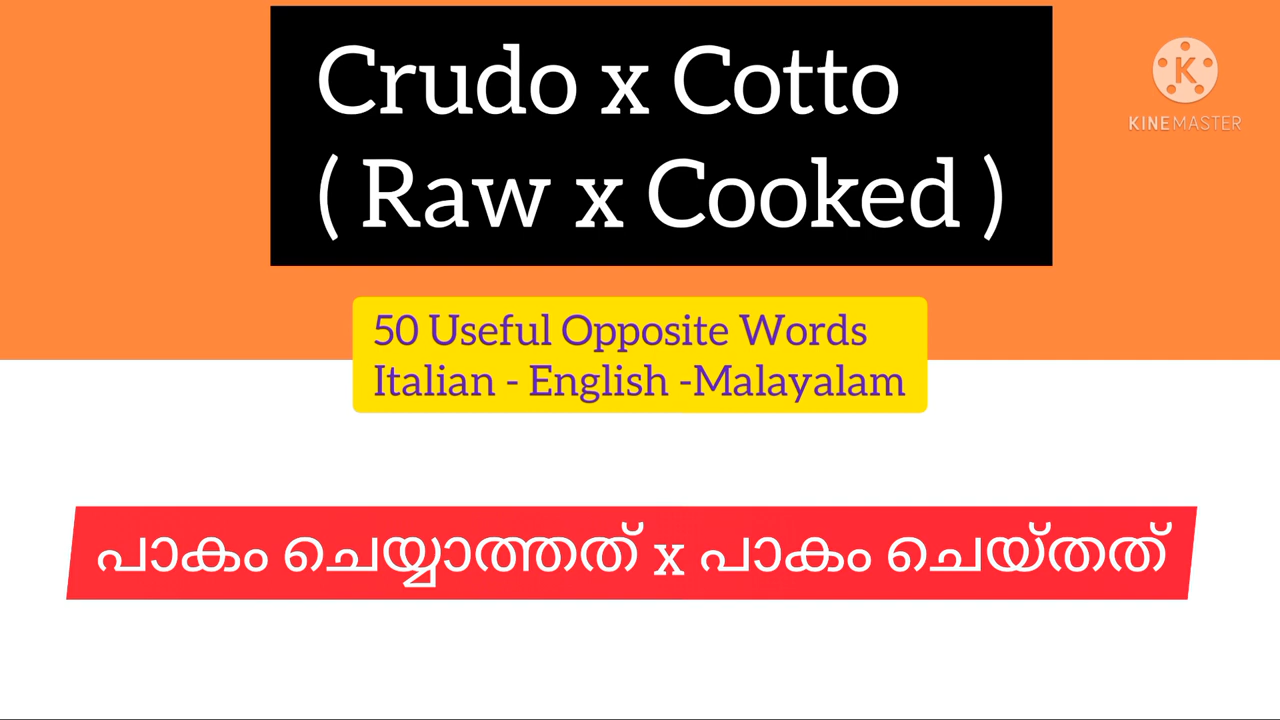 Crudo x Cotto
( Raw x Cooked )
K
KINEMASTER
50 Useful Opposite Words
Italian - English -Malayalam
പാകം ചെയ്യാത്തത് x പാകം ചെയ്തത്